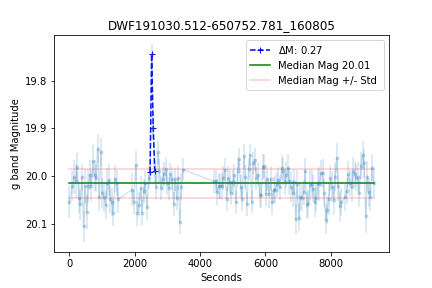 DWF191030.512-650752.781_160805
ΔM: 0.27
Median Mag 20.01
Median Mag +/- Std
g band Magnitude
19.8
19.9
20.0
20.1
0 2000 4000 6000 8000
Seconds